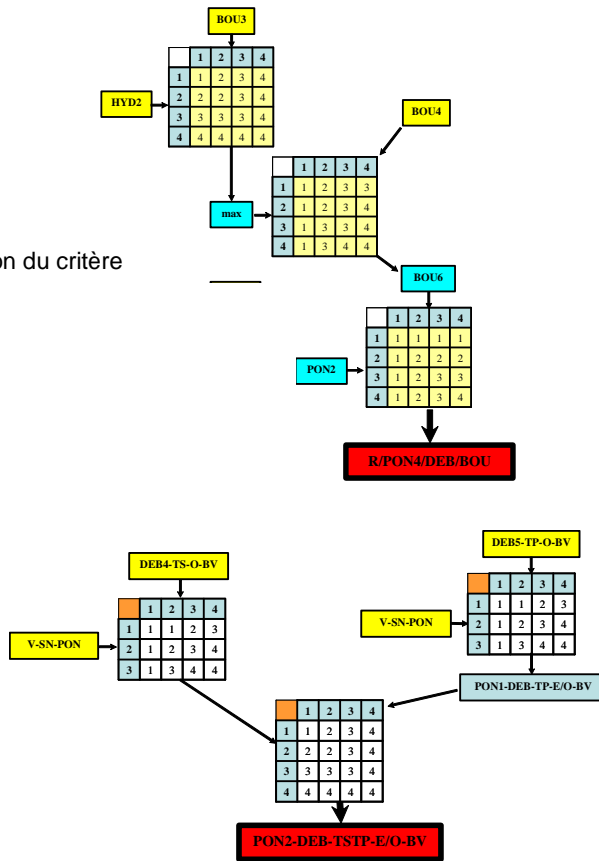 BOU3
1 2 3 4
1 1 2 3 4
2 2 2 3 4
3 3 3 3 4
4 4 4 4 4
HYD2
BOU4
1 2 3 4
1 1 2 3 3
2 1 2 3 4
3 1 3 3 4
4 1 3 4 4
max
on du critère
BOU6
1 2 3 4
1 1 1 1 1
2 1 2 2 2
3 1 2 3 3
4 1 2 3 4
PON2
R/PON4/DEB/BOU
DEB4-TS-O-BV
1 2 3 4
1 1 1 2 3
2 1 2 3 4
3 1 3 4 4
V-SN-PON
DEB5-TP-O-BV
1 2 3 4
1 1 1 2 3
2 1 2 3 4
3 1 3 4 4
V-SN-PON
PON1-DEB-TP-E/O-BV
1 2 3 4
1 1 2 3 4
2 2 2 3 4
3 3 3 3 4
4 4 4 4 4
PON2-DEB-TSTP-E/O-BV